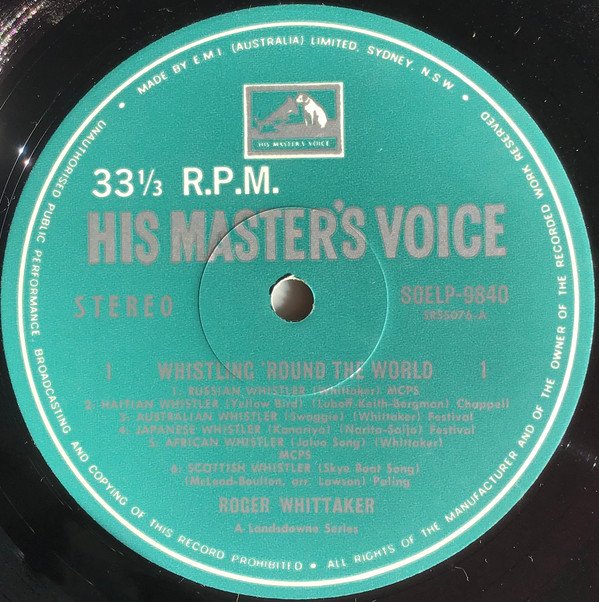 MADE BY E.M.I (AUSTRALIA) LIMITED, SYDNEY, N.S.W.
HIS MASTER'S VOICE
33⅓ R.P.M.
HIS MASTER'S VOICE
STEREO
SOELP-9840
SRS5076-A
1 WHISTLING 'ROUND THE WORLD 1
1: RUSSIAN WHISTLER (Whittaker) MCPS
2: HAITIAN WHISTLER (Yellow Bird) (Luboff-Keith-Bergman) Chappell
3: AUSTRALIAN WHISTLER (Swaggie) (Whittaker) Festival
4: JAPANESE WHISTLER (Kanariya) (Narita-Saijo) Festival
5: AFRICAN WHISTLER (Jaluo Song) (Whittaker)
MCPS
6: SCOTTISH WHISTLER (Skye Boat Song)
(McLeod-Boulton, arr. Lawson) Paling
ROGER WHITTAKER
A Landsdowne Series
UNAUTHORISED PUBLIC PERFORMANCE, BROADCASTING AND COPYING OF THIS RECORD PROHIBITED • ALL RIGHTS OF THE MANUFACTURER AND OF THE OWNER OF THE RECORDED WORK RESERVED